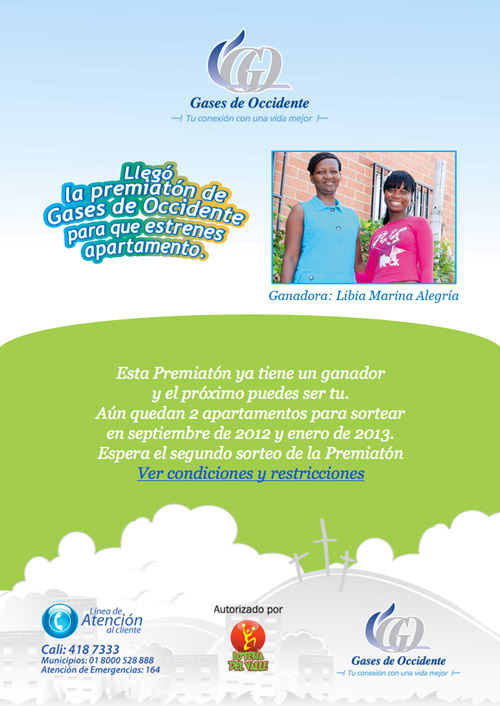 GdO
Gases de Occidente
Tu conexión con una vida mejor
Llegó
la premiatón de
Gases de Occidente
para que estrenes
apartamento.
Ganadora: Libia Marina Alegría
Esta Premiatón ya tiene un ganador
y el próximo puedes ser tu.
Aún quedan 2 apartamentos para sortear
en septiembre de 2012 y enero de 2013.
Espera el segundo sorteo de la Premiatón
Ver condiciones y restricciones
Línea de
Atención
al cliente
Cali: 418 7333
Municipios: 01 8000 528 888
Atención de Emergencias: 164
Autorizado por
LOTERIA
DEL VALLE
GdO
Gases de Occidente
Tu conexión con una vida mejor